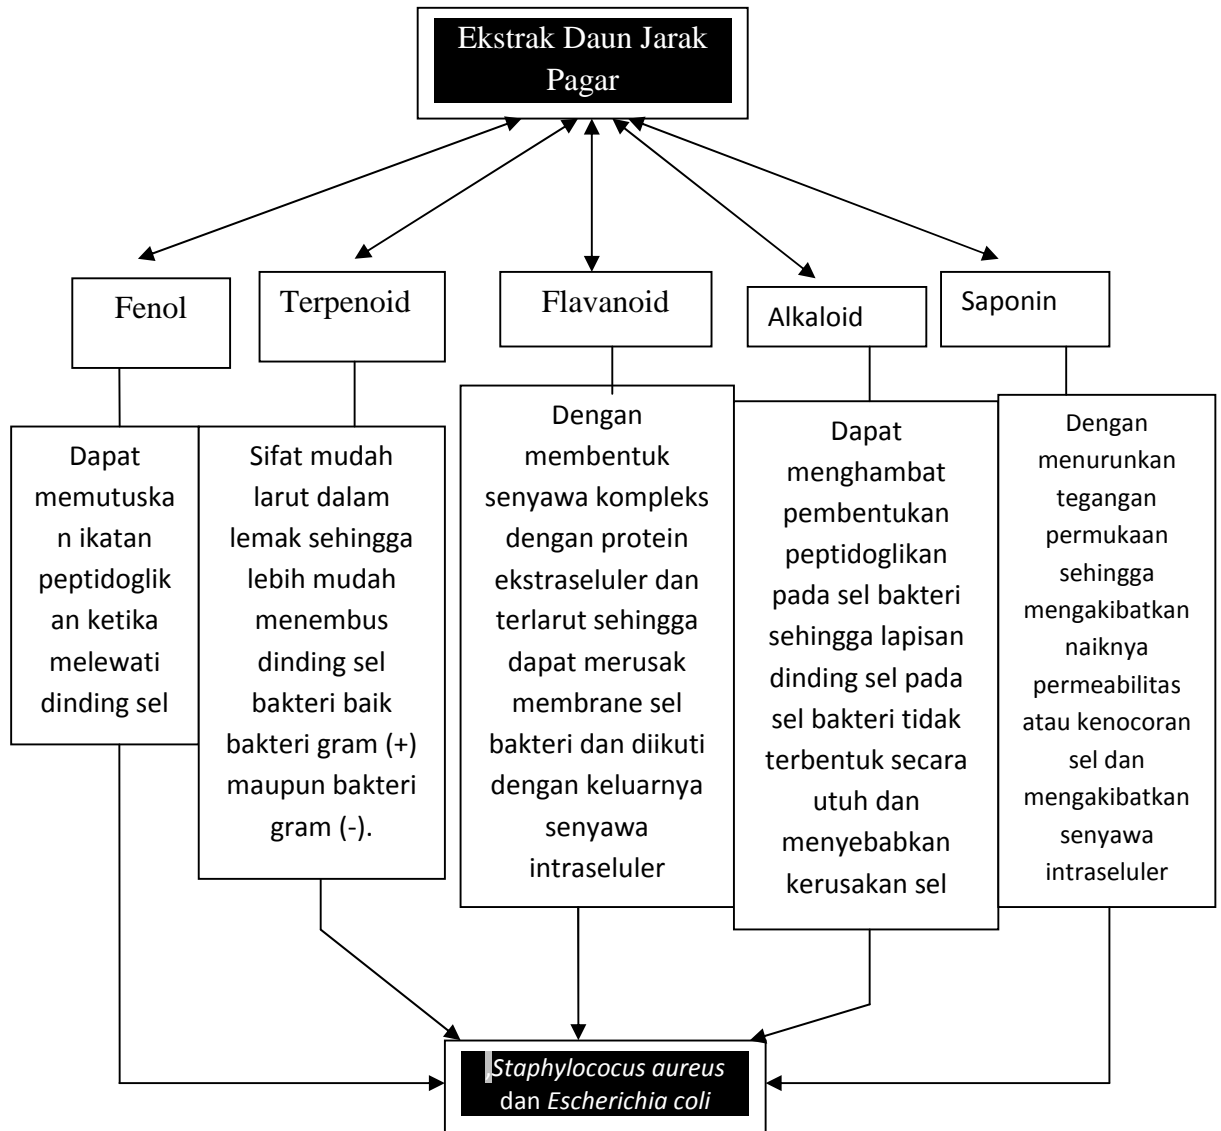 Ekstrak Daun Jarak
Pagar
Fenol
Terpenoid
Flavanoid
Alkaloid
Saponin
Dapat
memutuska
n ikatan
peptidoglik
an ketika
melewati
dinding sel
Sifat mudah
larut dalam
lemak sehingga
lebih mudah
menembus
dinding sel
bakteri baik
bakteri gram (+)
maupun bakteri
gram (-).
Dengan
membentuk
senyawa kompleks
dengan protein
ekstraseluler dan
terlarut sehingga
dapat merusak
membrane sel
bakteri dan diikuti
dengan keluarnya
senyawa
intraseluler
Dapat
menghambat
pembentukan
peptidoglikan
pada sel bakteri
sehingga lapisan
dinding sel pada
sel bakteri tidak
terbentuk secara
utuh dan
menyebabkan
kerusakan sel
Dengan
menurunkan
tegangan
permukaan
sehingga
mengakibatkan
naiknya
permeabilitas
atau kenocoran
sel dan
mengakibatkan
senyawa
intraseluler
,Staphylococus aureus
dan Escherichia coli